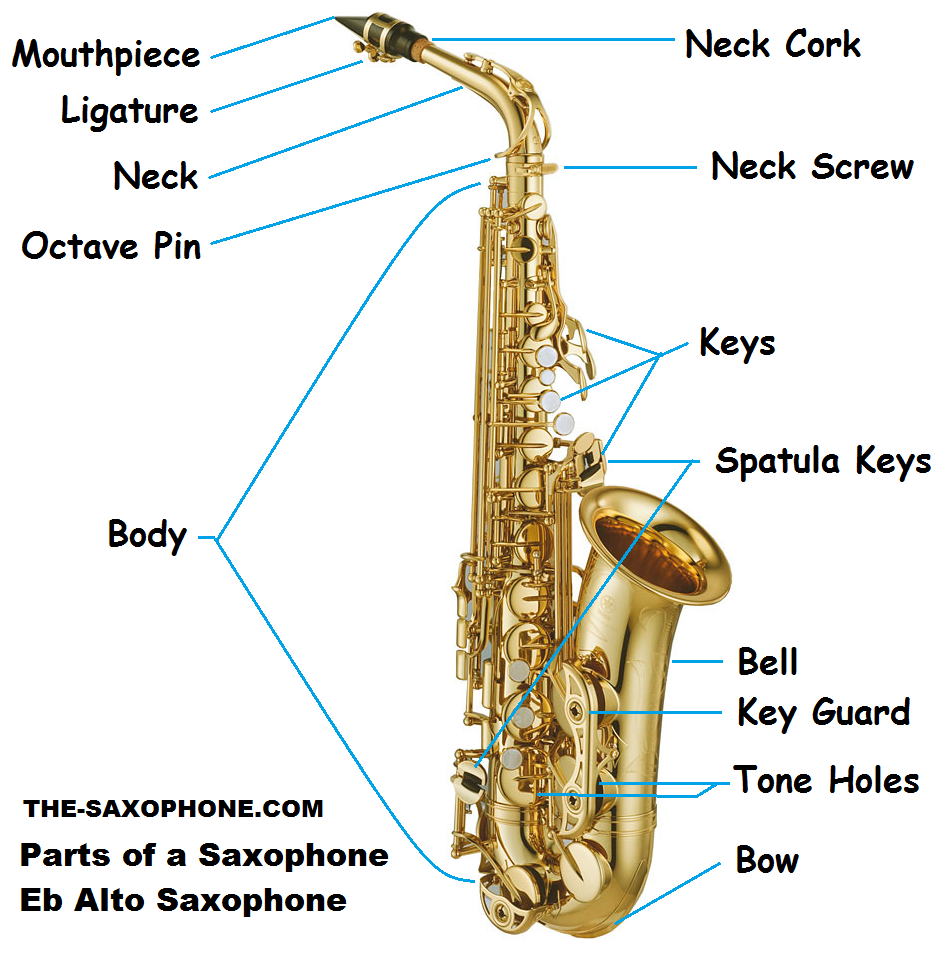 Mouthpiece
Neck Cork
Ligature
Neck
Neck Screw
Octave Pin
Keys
Spatula Keys
Body
Bell
Key Guard
Tone Holes
THE-SAXOPHONE.COM
Parts of a Saxophone
Bow
Eb Alto Saxophone